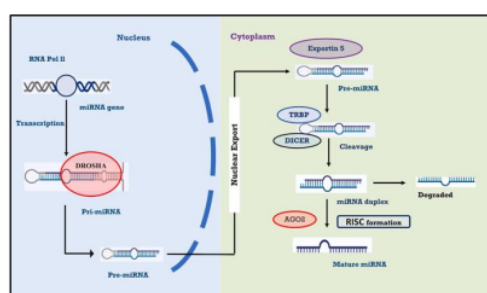 Nucleus
RNA Pol II
miRNA gene
Transcription
DROSHA
Pri-miRNA
Pre-miRNA
Nuclear Export
Cytoplasm
Exportin 5
Pre-miRNA
TRBP
DICER
Cleavage
miRNA duplex
Degraded
AGO2
RISC formation
Mature miRNA